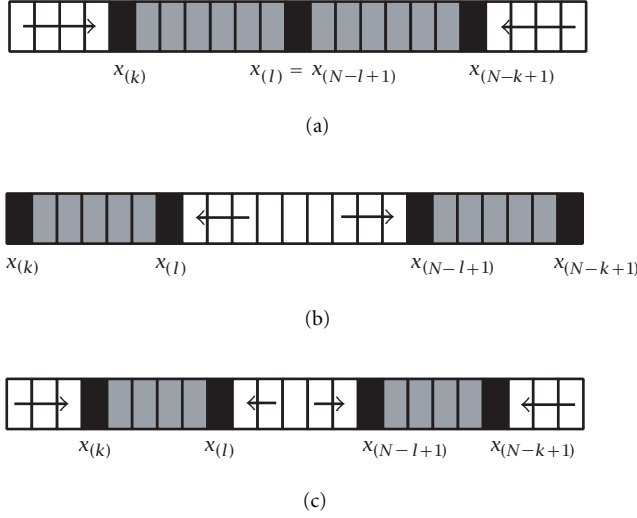 x(k) x(l) = x(N−l+1) x(N−k+1)
(a)
x(k) x(l) x(N−l+1) x(N−k+1)
(b)
x(k) x(l) x(N−l+1) x(N−k+1)
(c)